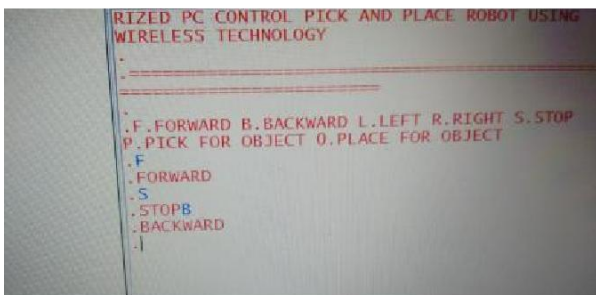 RIZED PC CONTROL PICK AND PLACE ROBOT USING
WIRELESS TECHNOLOGY
.
.==========================================================
================================
.
.F.FORWARD B.BACKWARD L.LEFT R.RIGHT S.STOP
P.PICK FOR OBJECT O.PLACE FOR OBJECT
.F
.FORWARD
.S
.STOPB
.BACKWARD
.